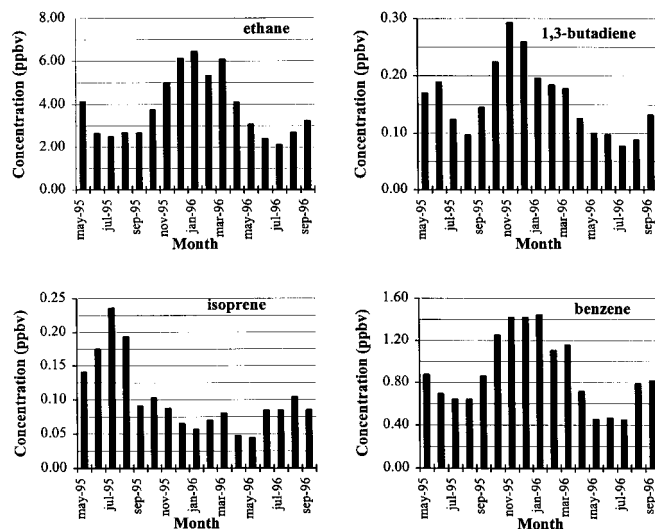 ethane
Concentration (ppbv)
8.00
6.00
4.00
2.00
0.00
may-95
jul-95
sep-95
nov-95
jan-96
mar-96
may-96
jul-96
sep-96
Month
1,3-butadiene
Concentration (ppbv)
0.30
0.20
0.10
0.00
may-95
jul-95
sep-95
nov-95
jan-96
mar-96
may-96
jul-96
sep-96
Month
isoprene
Concentration (ppbv)
0.25
0.20
0.15
0.10
0.05
0.00
may-95
jul-95
sep-95
nov-95
jan-96
mar-96
may-96
jul-96
sep-96
Month
benzene
Concentration (ppbv)
1.60
1.20
0.80
0.40
0.00
may-95
jul-95
sep-95
nov-95
jan-96
mar-96
may-96
jul-96
sep-96
Month